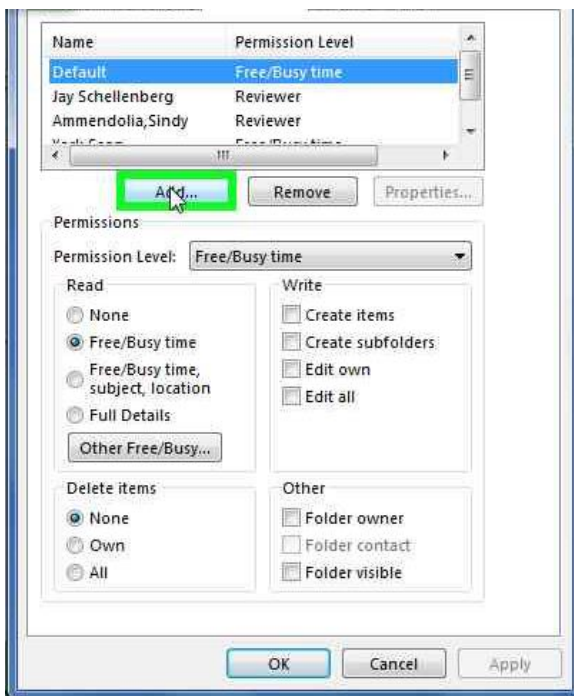 Name Permission Level
Default Free/Busy time
Jay Schellenberg Reviewer
Ammendolia,Sindy Reviewer
Free/Busy time
Add... Remove Properties...
Permissions
Permission Level: Free/Busy time
Read Write
None Create items
Free/Busy time Create subfolders
Free/Busy time, Edit own
subject, location Edit all
Full Details
Other Free/Busy...
Delete items Other
None Folder owner
Own Folder contact
All Folder visible
OK Cancel Apply